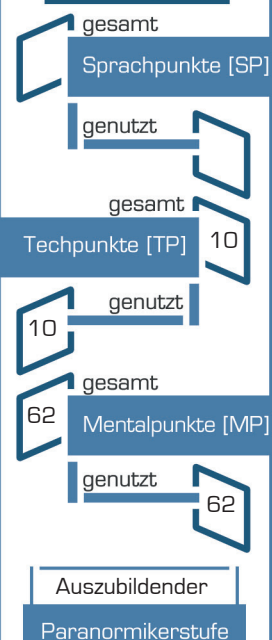 gesamt
Sprachpunkte [SP]
genutzt
gesamt
Techpunkte [TP]
10
genutzt
10
gesamt
62
Mentalpunkte [MP]
genutzt
62
Auszubildender
Paranormikerstufe